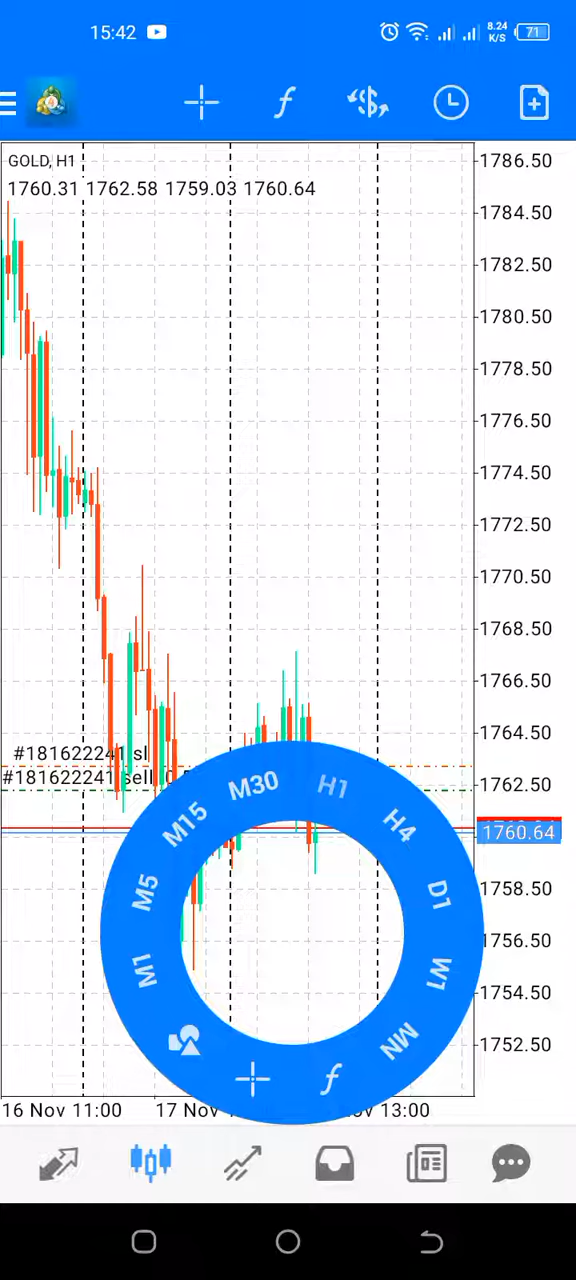 15:42
8.24
K/S
71
GOLD, H1
1760.31 1762.58 1759.03 1760.64
1786.50
1784.50
1782.50
1780.50
1778.50
1776.50
1774.50
1772.50
1770.50
1768.50
1766.50
1764.50
#181622241 sl
#181622241 sell
1762.50
1760.64
1758.50
1756.50
1754.50
1752.50
M1
M5
M15
M30
H1
H4
D1
W1
MN
f
f
16 Nov 11:00
17 Nov
13:00